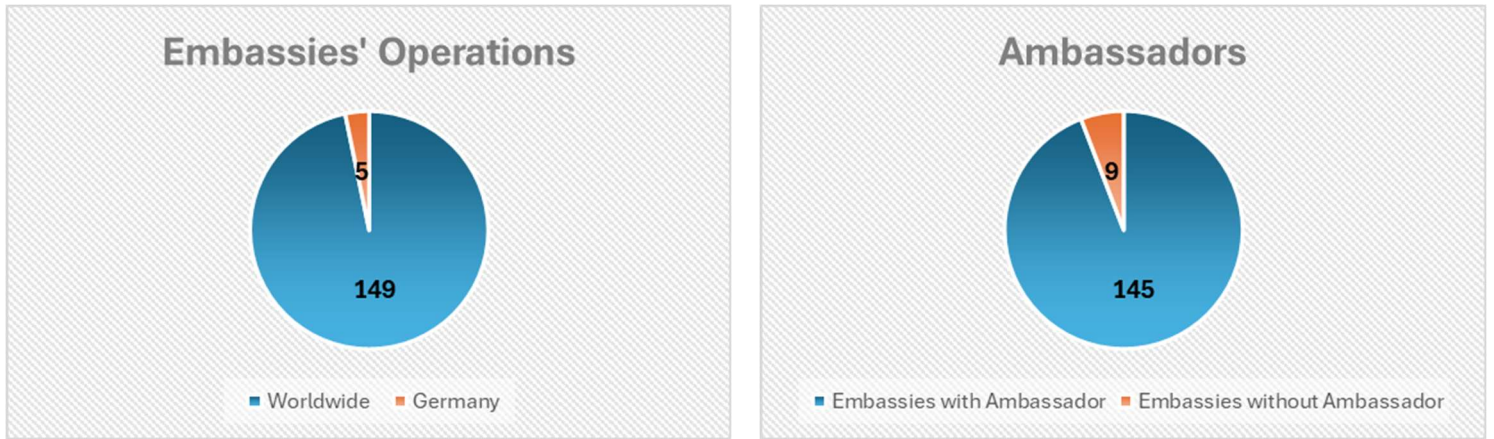 Embassies' Operations
5
149
Worldwide Germany
Ambassadors
9
145
Embassies with Ambassador Embassies without Ambassador